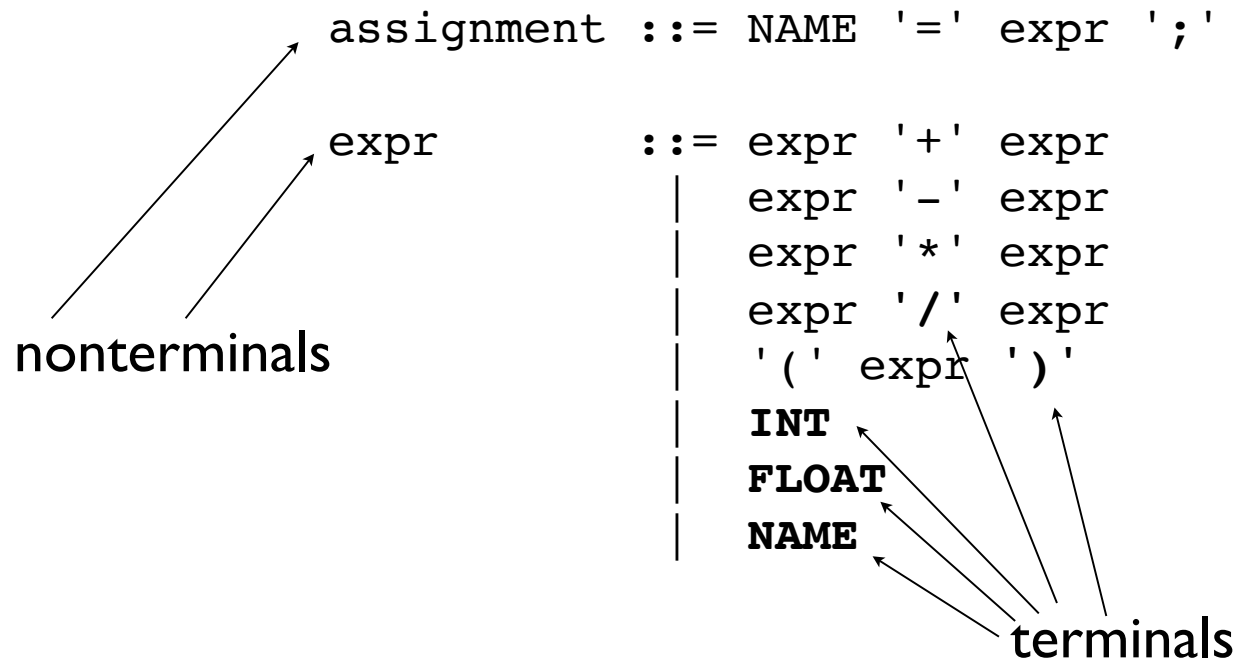 assignment ::= NAME '=' expr ';'
expr ::= expr '+' expr
| expr '-' expr
| expr '*' expr
| expr '/' expr
nonterminals
| '(' expr ')'
| INT
| FLOAT
| NAME
terminals